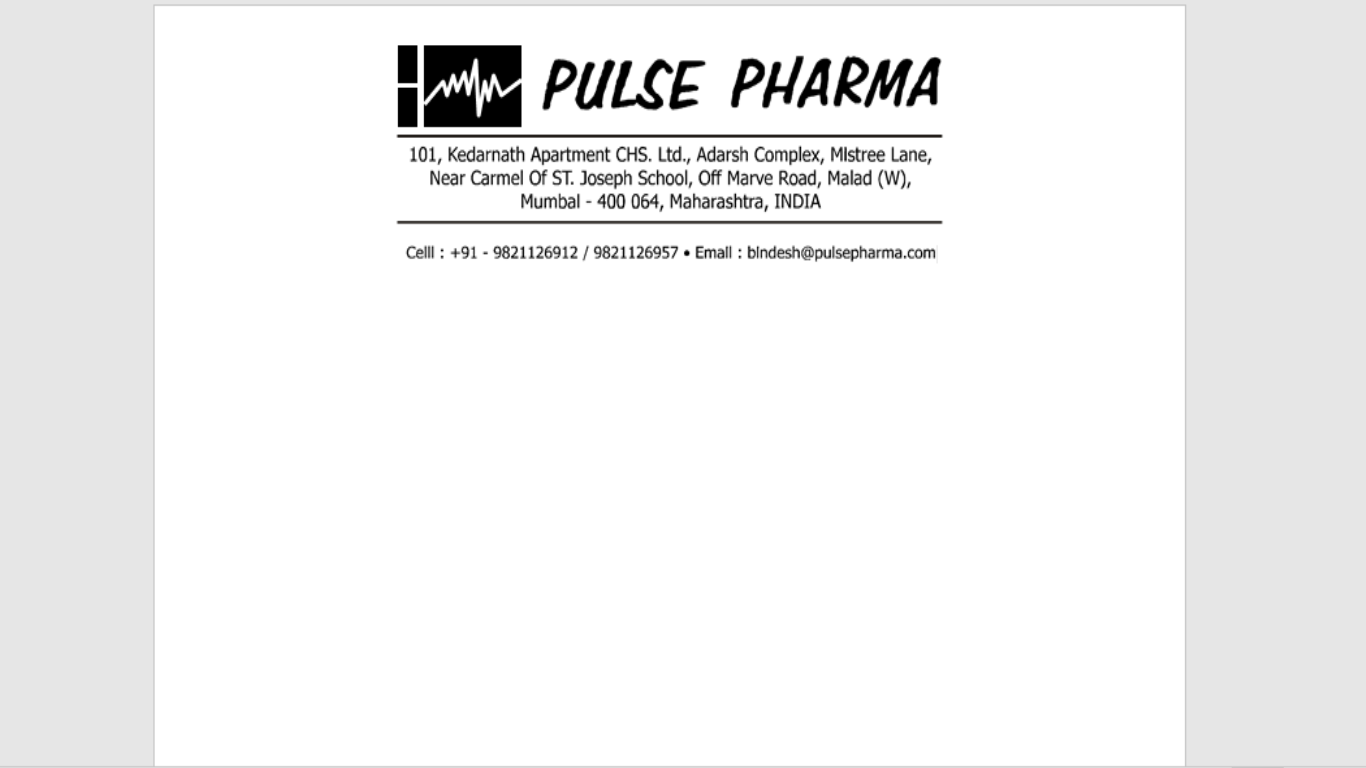 PULSE PHARMA
101, Kedarnath Apartment CHS. Ltd., Adarsh Complex, MIstree Lane,
Near Carmel Of ST. Joseph School, Off Marve Road, Malad (W),
MumbaI - 400 064, Maharashtra, INDIA
Celll : +91 - 9821126912 / 9821126957 • EmaIl : bIndesh@pulsepharma.com